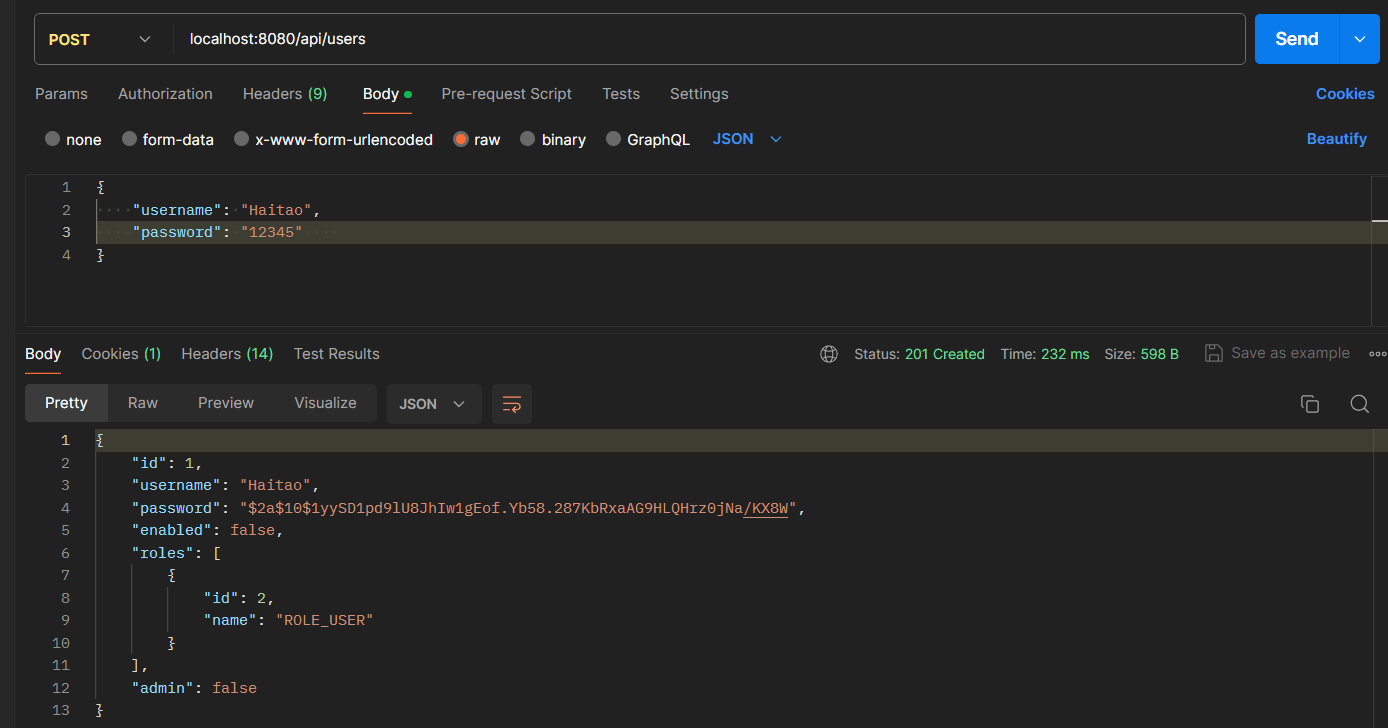 POST localhost:8080/api/users Send
Params Authorization Headers (9) Body Pre-request Script Tests Settings Cookies
none form-data x-www-form-urlencoded raw binary GraphQL JSON Beautify
1 {
2 "username": "Haitao",
3 "password": "12345"
4 }
Body Cookies (1) Headers (14) Test Results Status: 201 Created Time: 232 ms Size: 598 B Save as example
Pretty Raw Preview Visualize JSON
1 {
2 "id": 1,
3 "username": "Haitao",
4 "password": "$2a$10$1yySD1pd9lU8JhIw1gEof.Yb58.287KbRxaAG9HLQHrz0jNa/KX8W",
5 "enabled": false,
6 "roles": [
7 {
8 "id": 2,
9 "name": "ROLE_USER"
10 }
11 ],
12 "admin": false
13 }